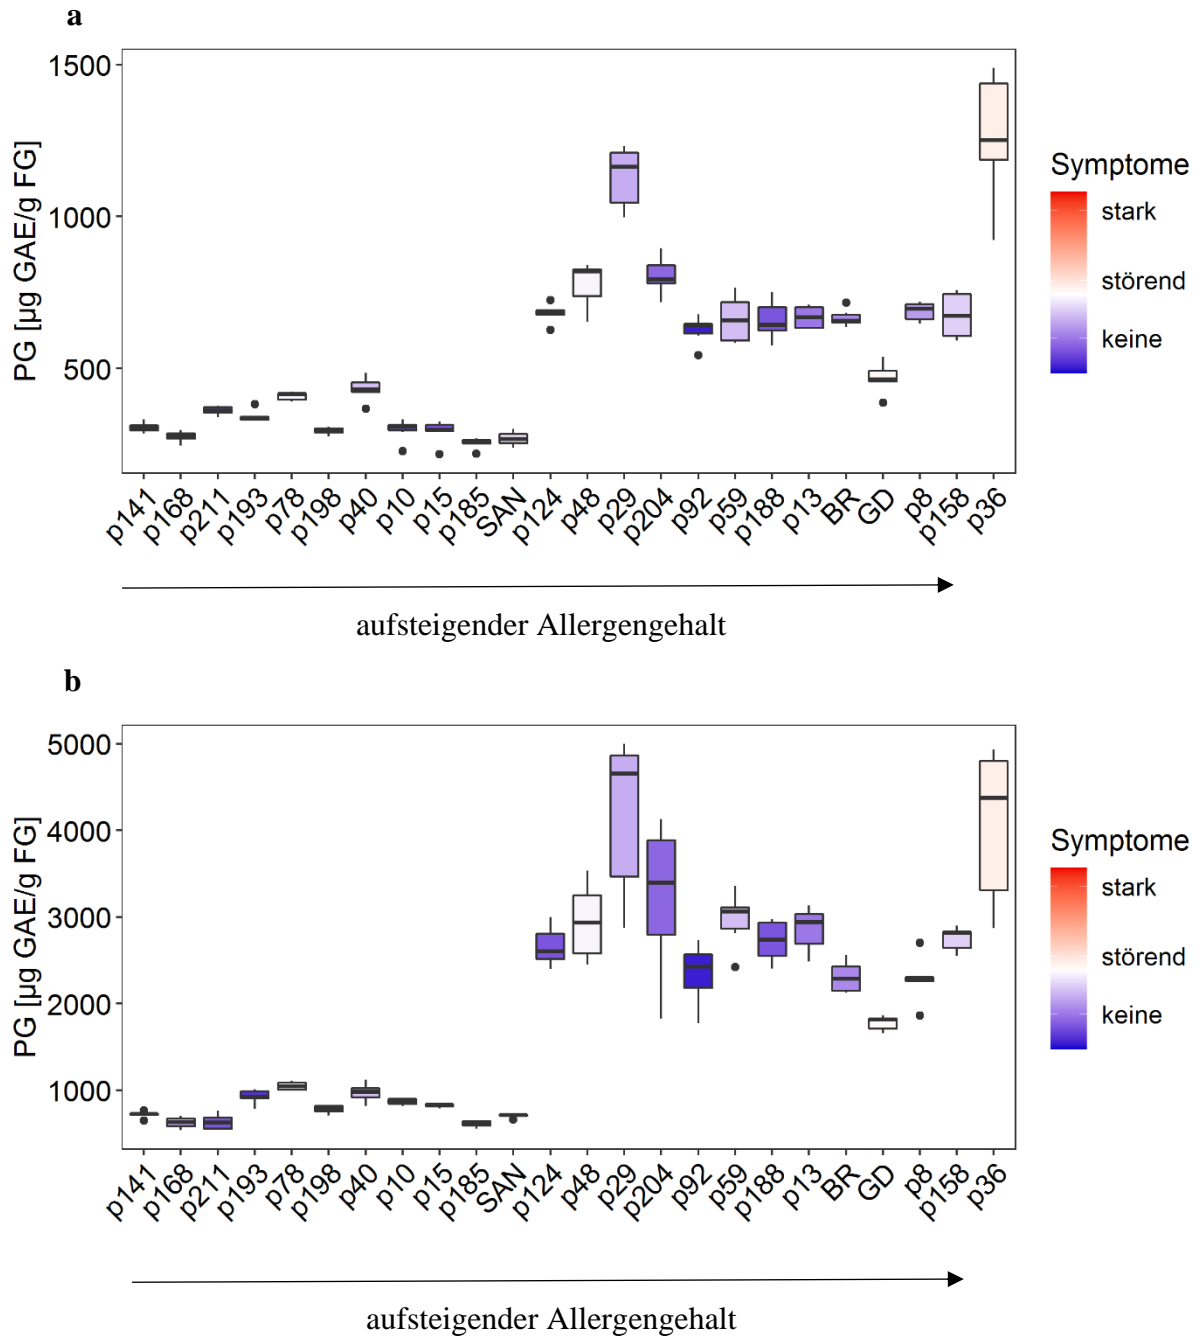 a
1500
1000
500
PG [µg GAE/g FG]
p141 p168 p211 p193 p78 p198 p40 p10 p15 p185 SAN p124 p48 p29 p204 p92 p59 p188 p13 BR GD p8 p158 p36
Symptome
stark
störend
keine
aufsteigender Allergengehalt
b
5000
4000
3000
2000
1000
PG [µg GAE/g FG]
p141 p168 p211 p193 p78 p198 p40 p10 p15 p185 SAN p124 p48 p29 p204 p92 p59 p188 p13 BR GD p8 p158 p36
Symptome
stark
störend
keine
aufsteigender Allergengehalt